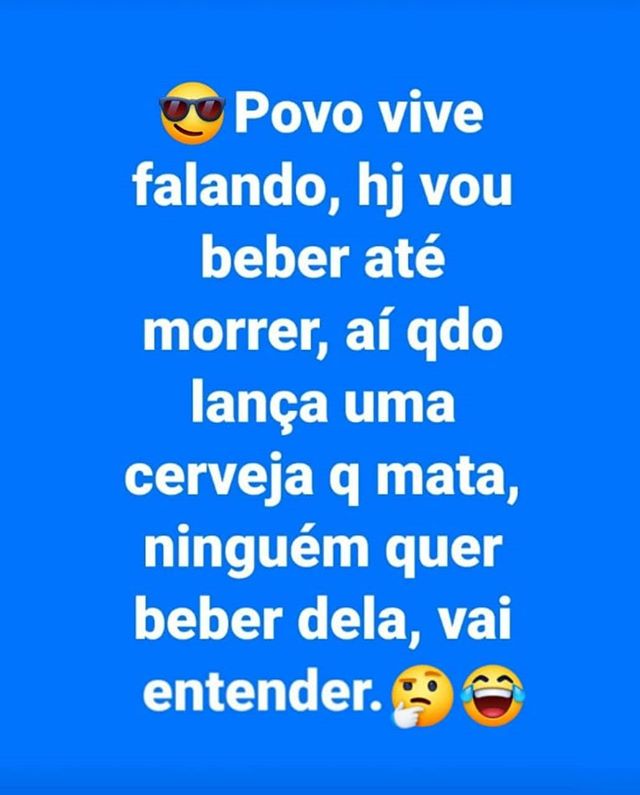 😎Povo vive
falando, hj vou
beber até
morrer, aí qdo
lança uma
cerveja q mata,
ninguém quer
beber dela, vai
entender.🤔😂